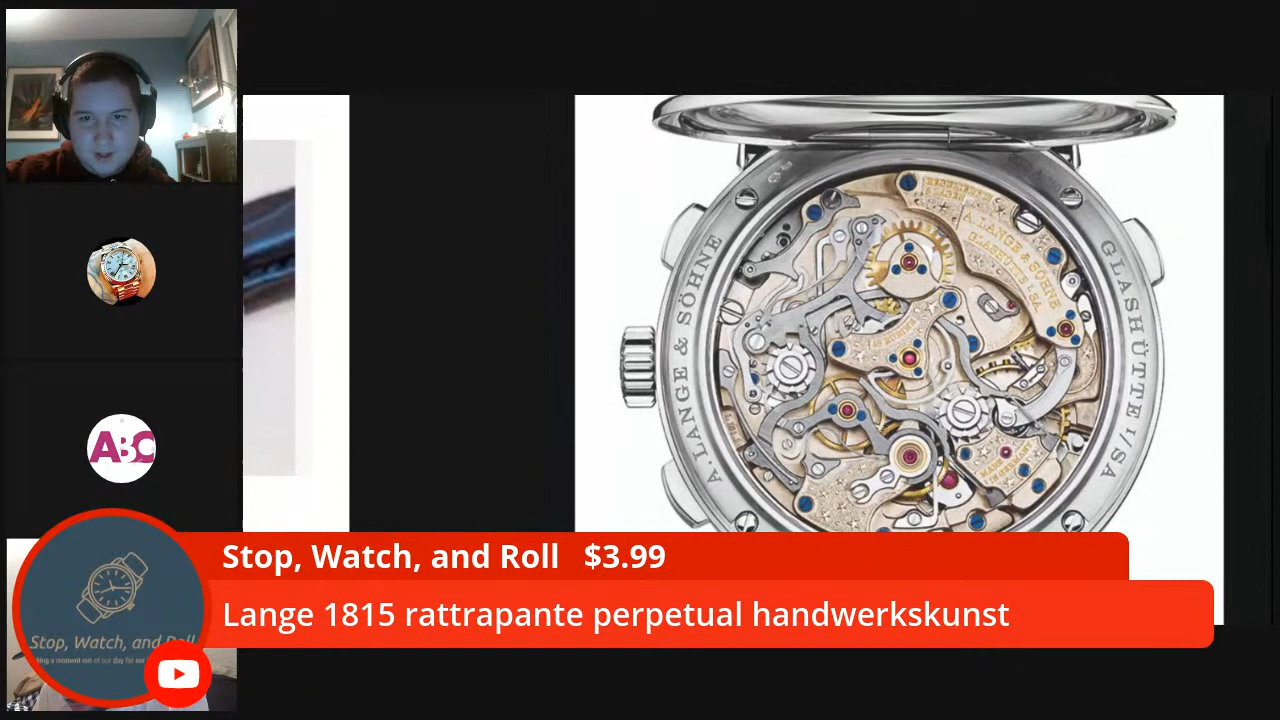 A. LANGE & SÖHNE
GLASHÜTTE I/SA
A. LANGE & SÖHNE
GLASHÜTTE I/SA
ABC
Stop, Watch, and Roll $3.99
Lange 1815 rattrapante perpetual handwerkskunst
Stop, Watch, and Roll